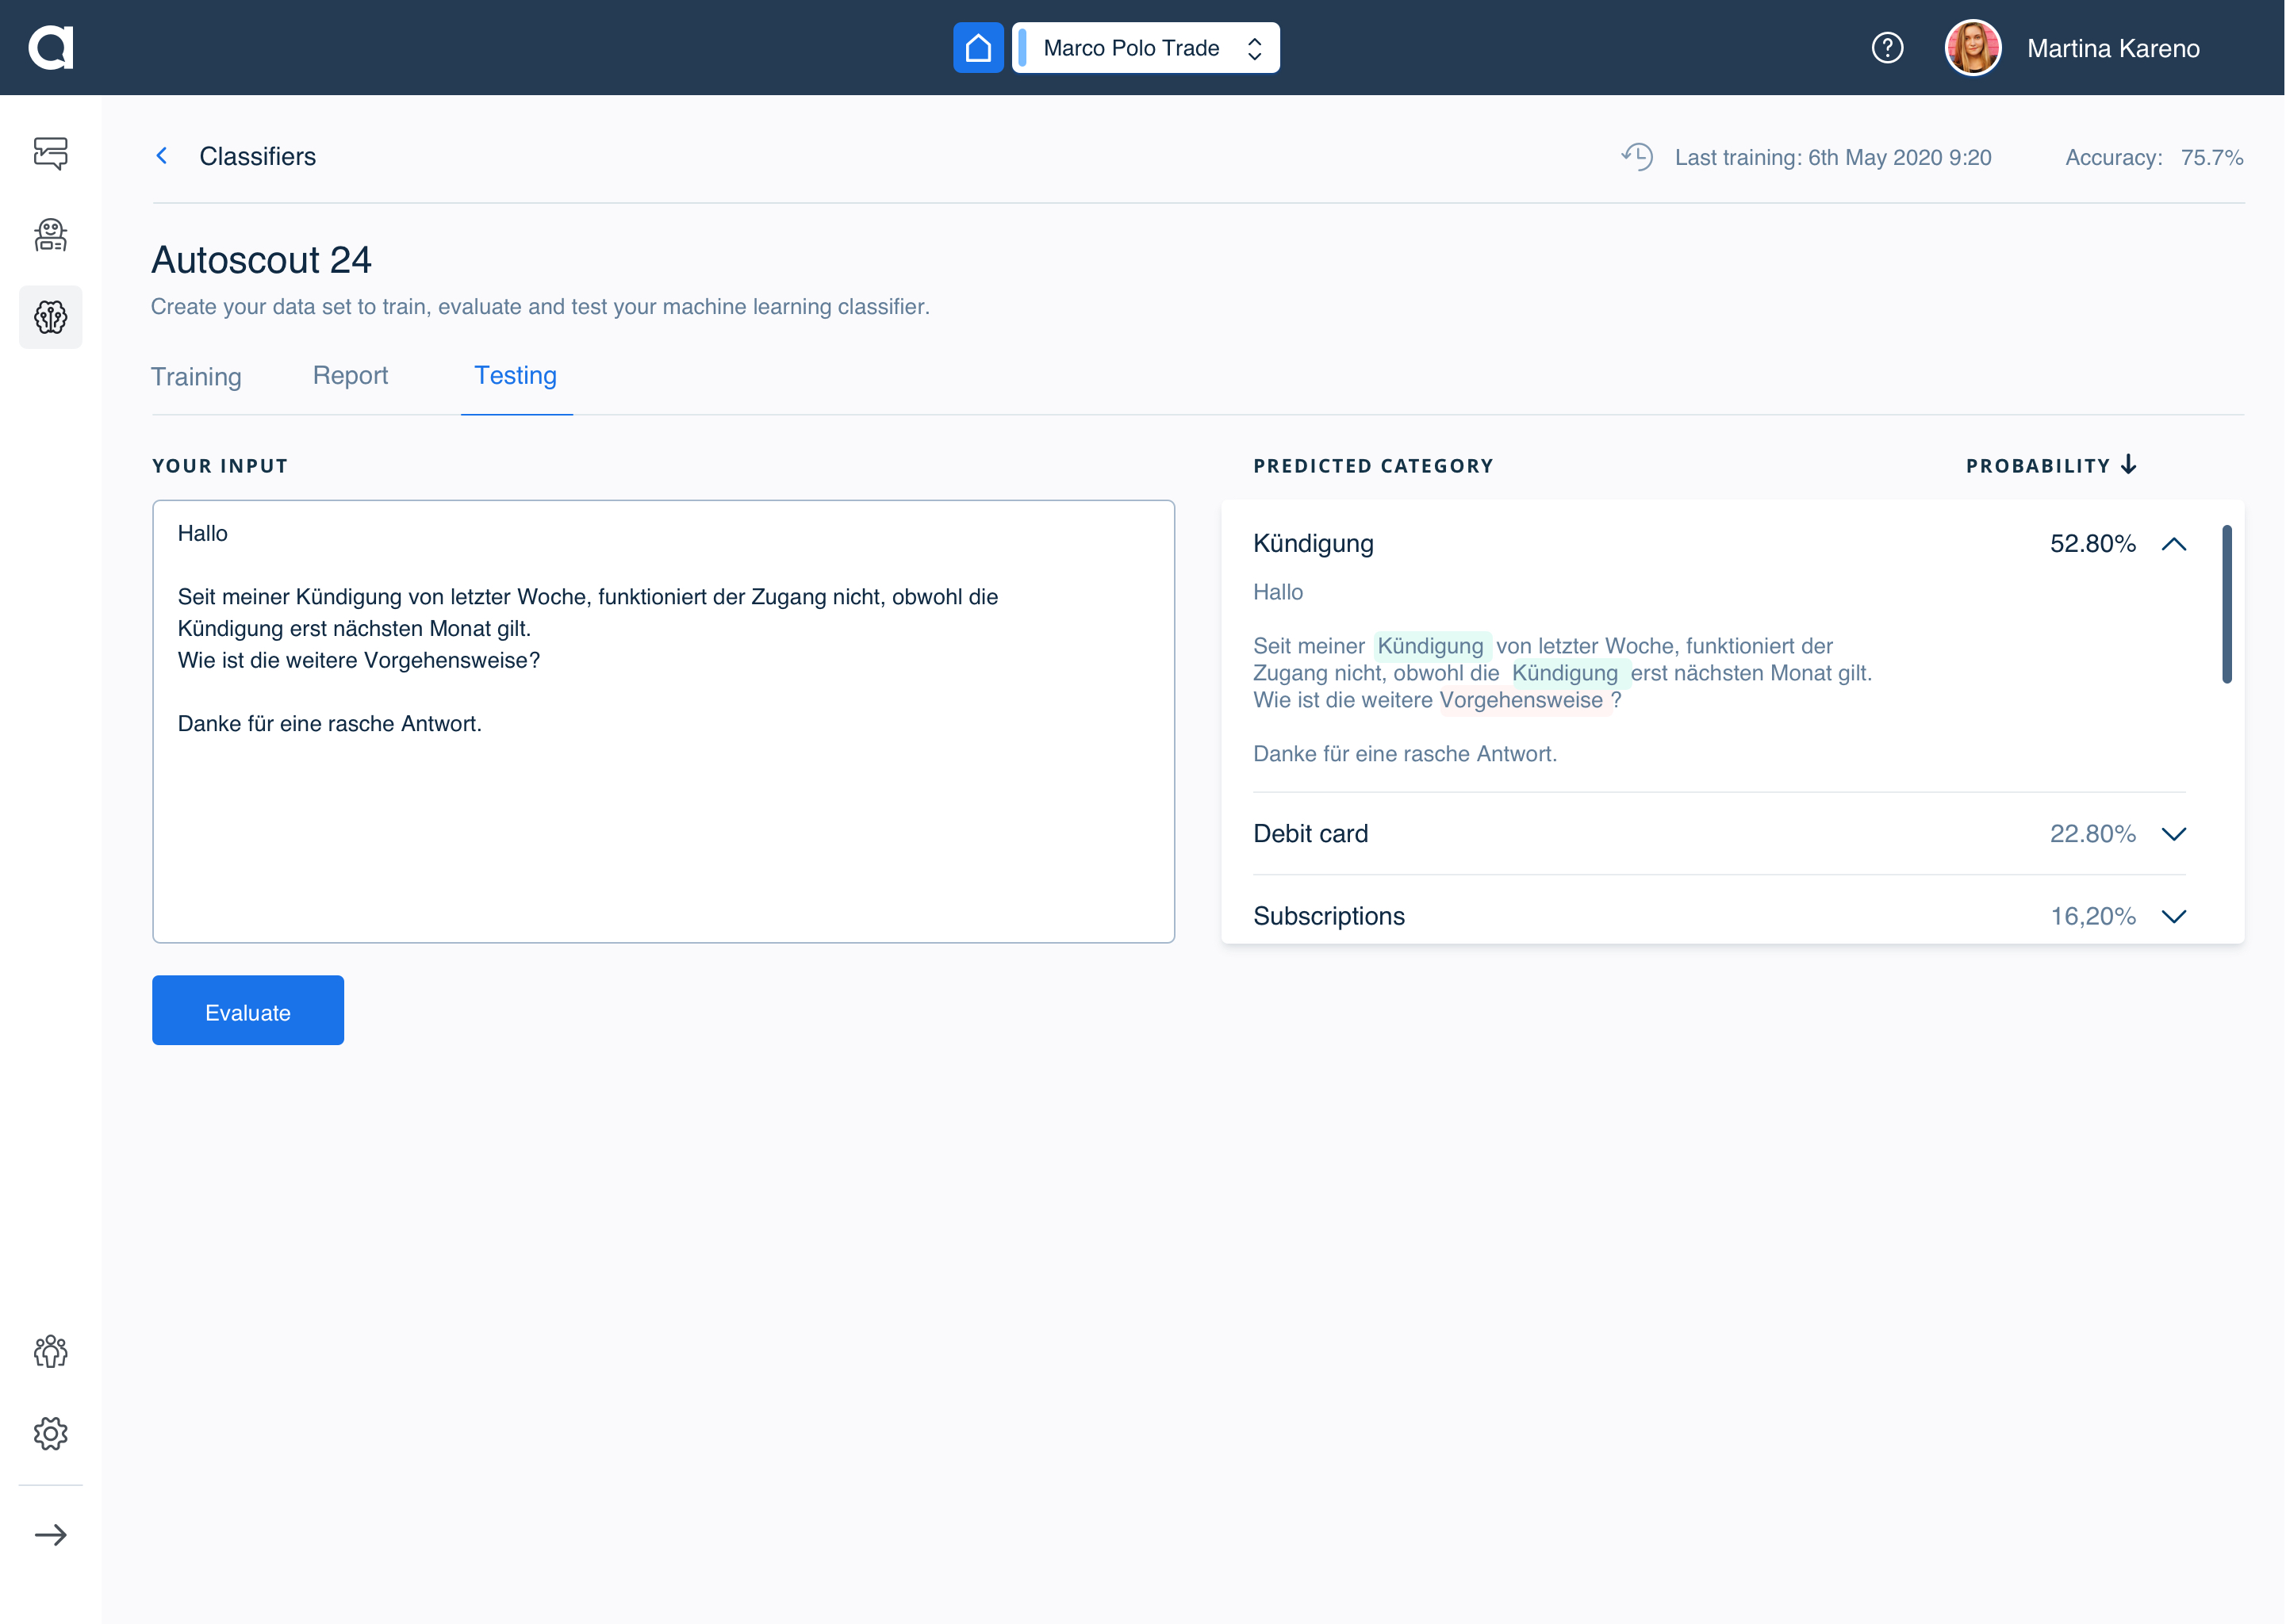 Marco Polo Trade
Martina Kareno
Classifiers
Last training: 6th May 2020 9:20
Accuracy: 75.7%
Autoscout 24
Create your data set to train, evaluate and test your machine learning classifier.
Training
Report
Testing
YOUR INPUT
Hallo
Seit meiner Kündigung von letzter Woche, funktioniert der Zugang nicht, obwohl die
Kündigung erst nächsten Monat gilt.
Wie ist die weitere Vorgehensweise?
Danke für eine rasche Antwort.
Evaluate
PREDICTED CATEGORY
PROBABILITY
Kündigung 52.80%
Hallo
Seit meiner Kündigung von letzter Woche, funktioniert der
Zugang nicht, obwohl die Kündigung erst nächsten Monat gilt.
Wie ist die weitere Vorgehensweise ?
Danke für eine rasche Antwort.
Debit card 22.80%
Subscriptions 16,20%